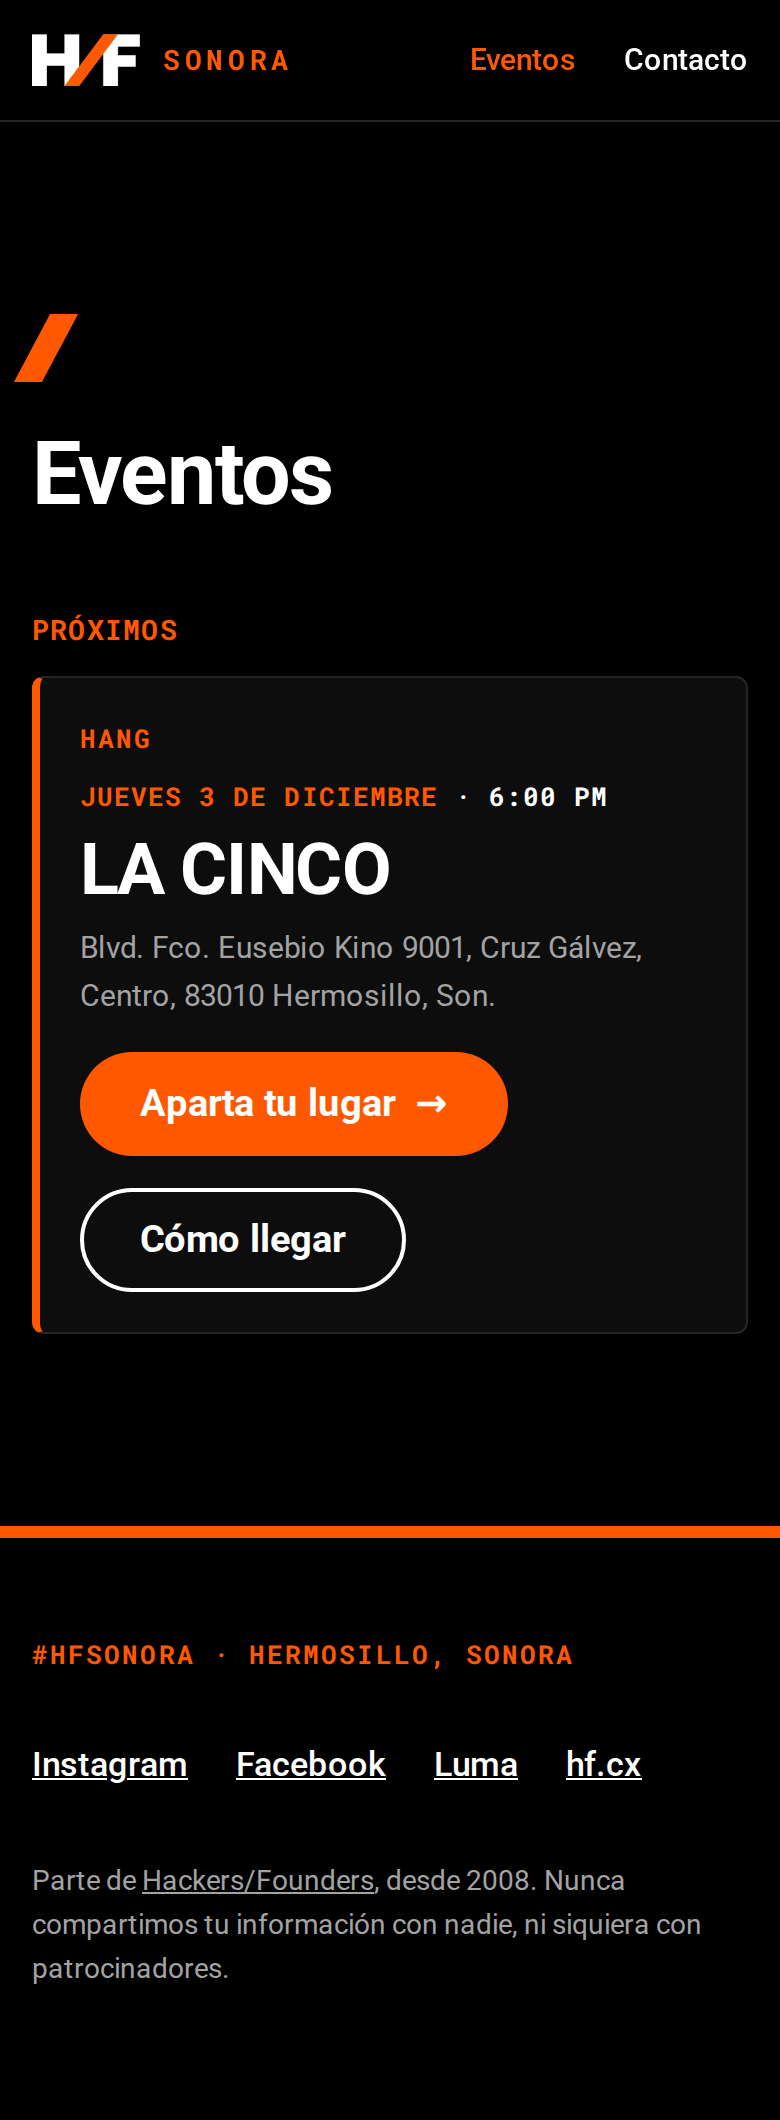 H/F SONORA Eventos Contacto
Eventos
PRÓXIMOS
HANG
JUEVES 3 DE DICIEMBRE · 6:00 PM
LA CINCO
Blvd. Fco. Eusebio Kino 9001, Cruz Gálvez,
Centro, 83010 Hermosillo, Son.
Aparta tu lugar →
Cómo llegar
#HFSONORA · HERMOSILLO, SONORA
Instagram Facebook Luma hf.cx
Parte de Hackers/Founders, desde 2008. Nunca
compartimos tu información con nadie, ni siquiera con
patrocinadores.